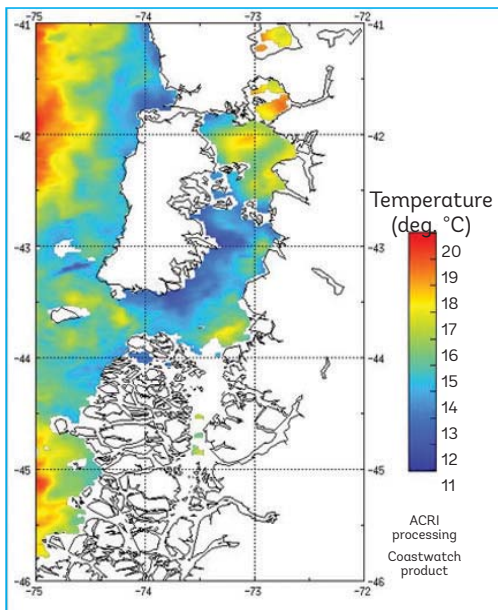 -75 -74 -73 -72
-41 -41
-42 -42
-43 -43
-44 -44
-45 -45
-46 -46
-75 -74 -73 -72
Temperature
(deg. °C)
20
19
18
17
16
15
14
13
12
11
ACRI
processing
Coastwatch
product